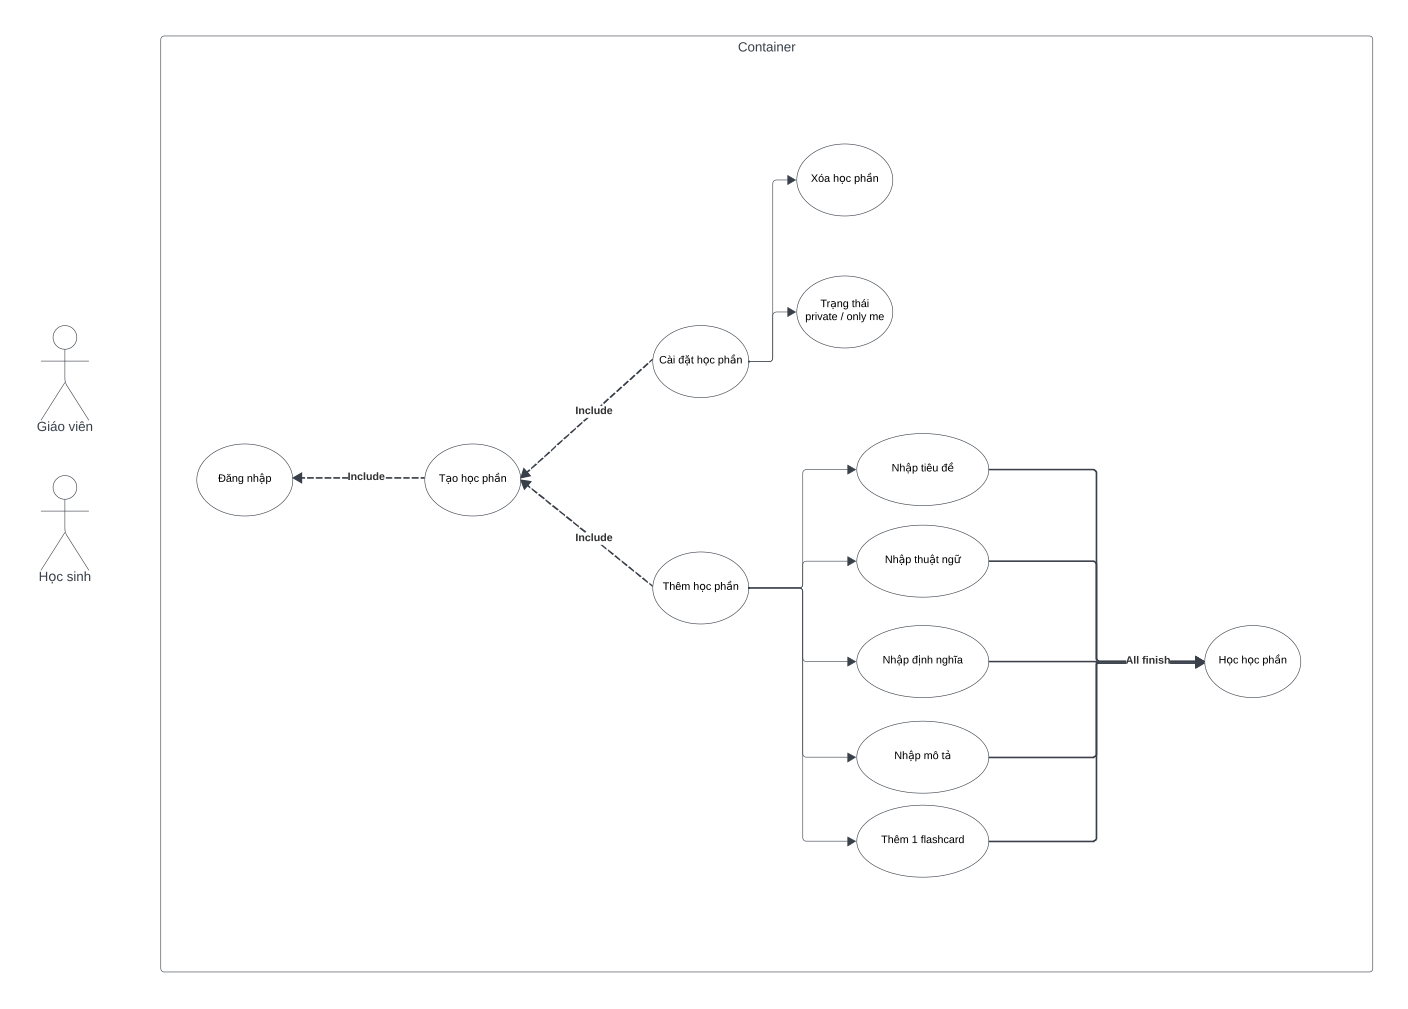 Container
Xóa học phần
Trạng thái
private / only me
Cài đặt học phần
Include
Giáo viên
Đăng nhập
Include
Tạo học phần
Include
Học sinh
Thêm học phần
Nhập tiêu đề
Nhập thuật ngữ
Nhập định nghĩa
Nhập mô tả
Thêm 1 flashcard
All finish
Học học phần